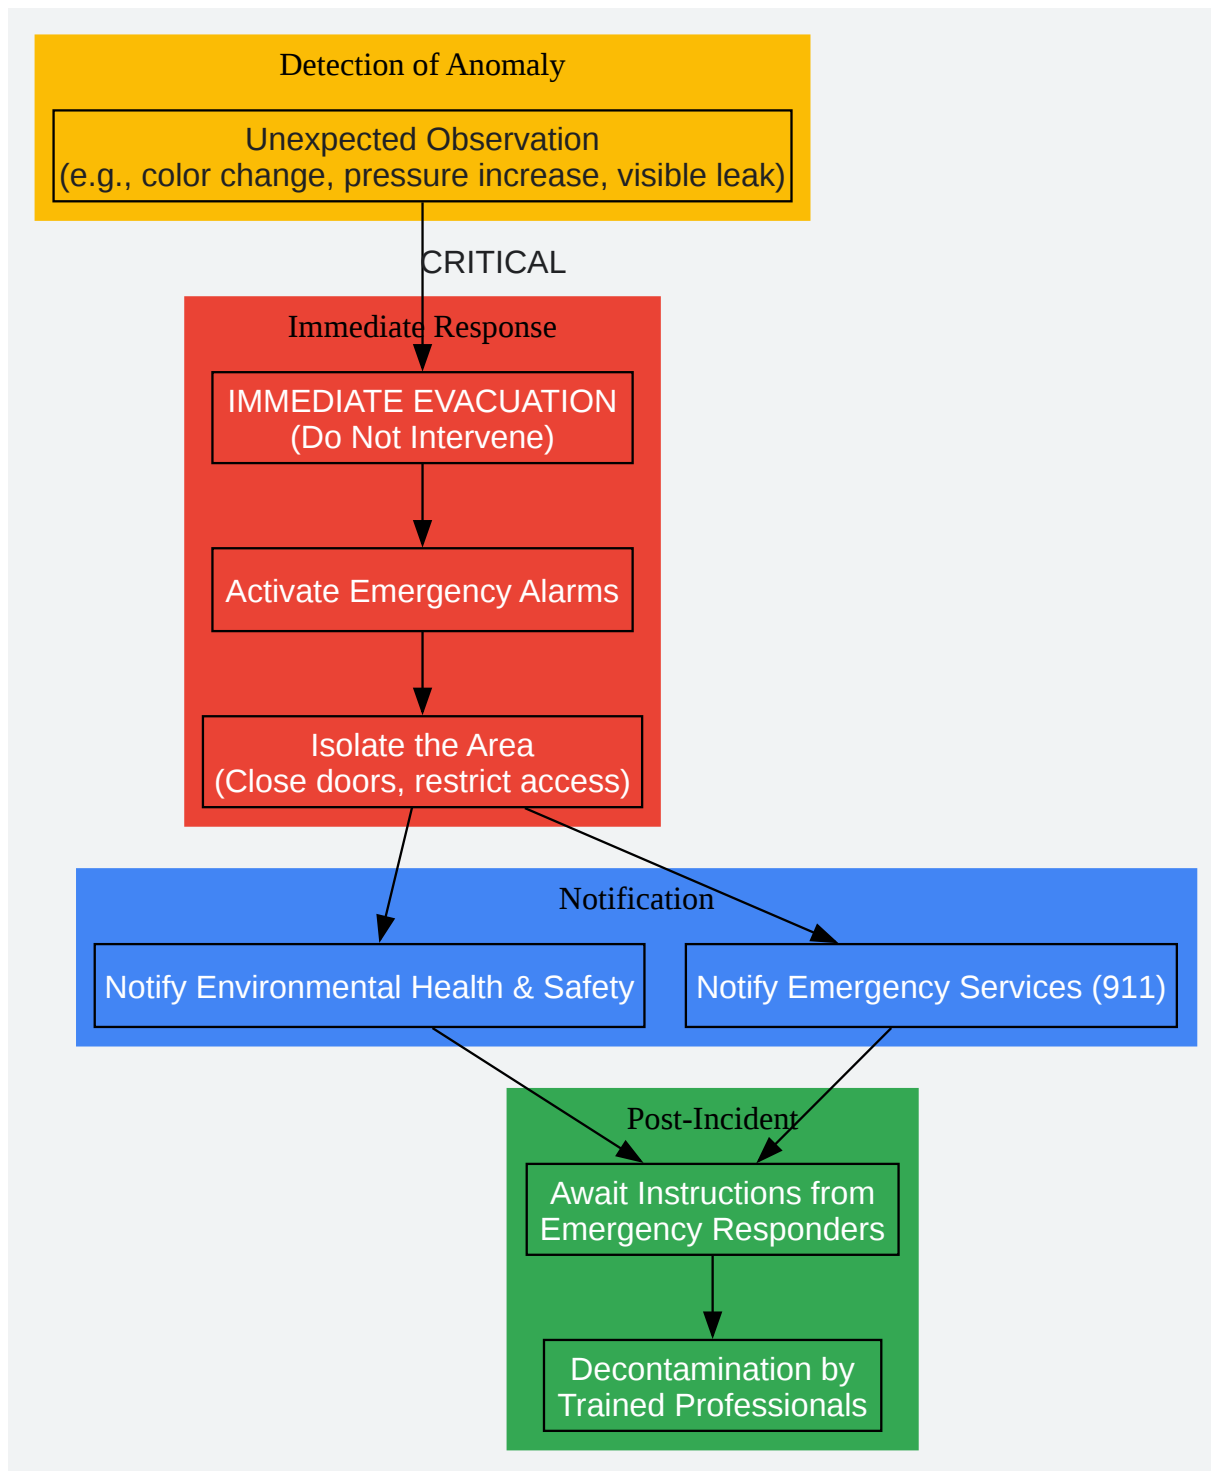 Detection of Anomaly
Unexpected Observation
(e.g., color change, pressure increase, visible leak)
CRITICAL
Immediate Response
IMMEDIATE EVACUATION
(Do Not Intervene)
Activate Emergency Alarms
Isolate the Area
(Close doors, restrict access)
Notification
Notify Environmental Health & Safety
Notify Emergency Services (911)
Post-Incident
Await Instructions from
Emergency Responders
Decontamination by
Trained Professionals